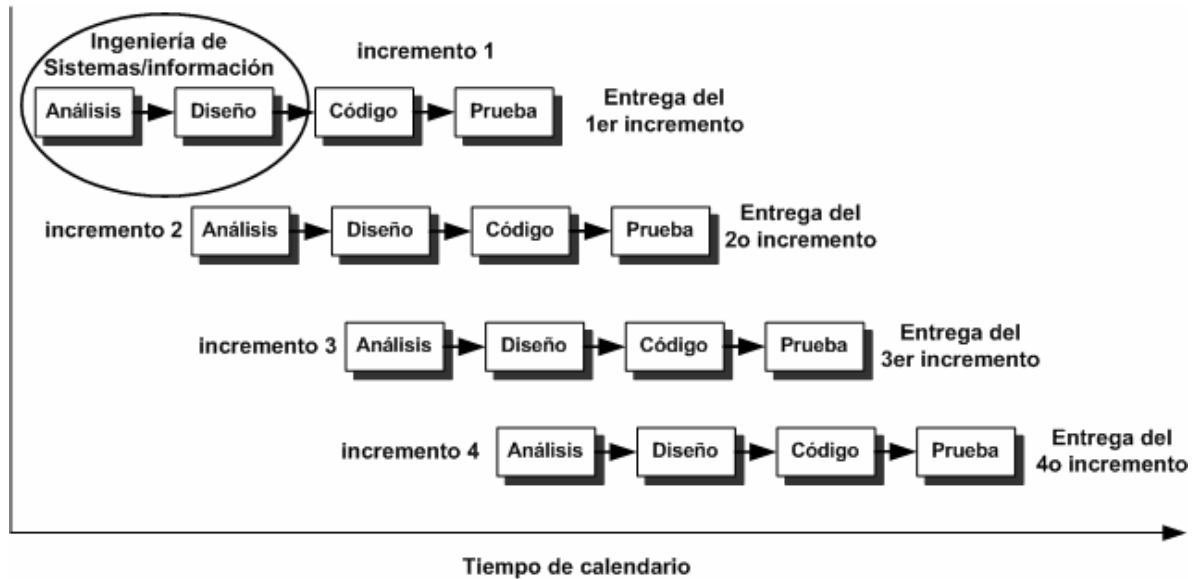 Ingeniería de
Sistemas/información
incremento 1
Análisis
Diseño
Código
Prueba
Entrega del
1er incremento
incremento 2
Análisis
Diseño
Código
Prueba
Entrega del
2o incremento
incremento 3
Análisis
Diseño
Código
Prueba
Entrega del
3er incremento
incremento 4
Análisis
Diseño
Código
Prueba
Entrega del
4o incremento
Tiempo de calendario